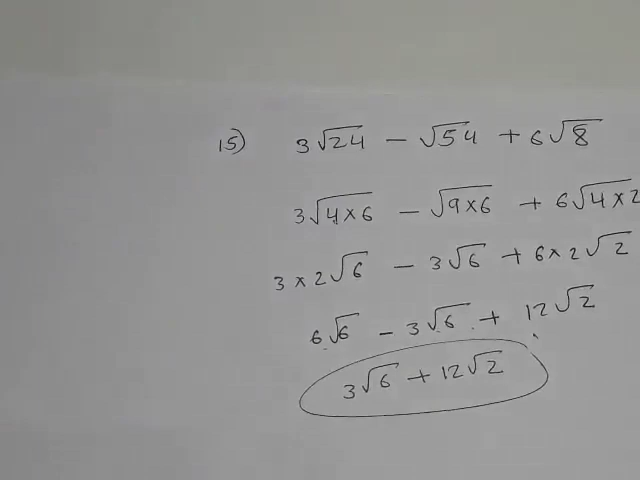 15) 3√24 − √54 + 6√8
3√4×6 − √9×6 + 6√4×2
3×2√6 − 3√6 + 6×2√2
6√6 − 3√6 + 12√2
3√6 + 12√2